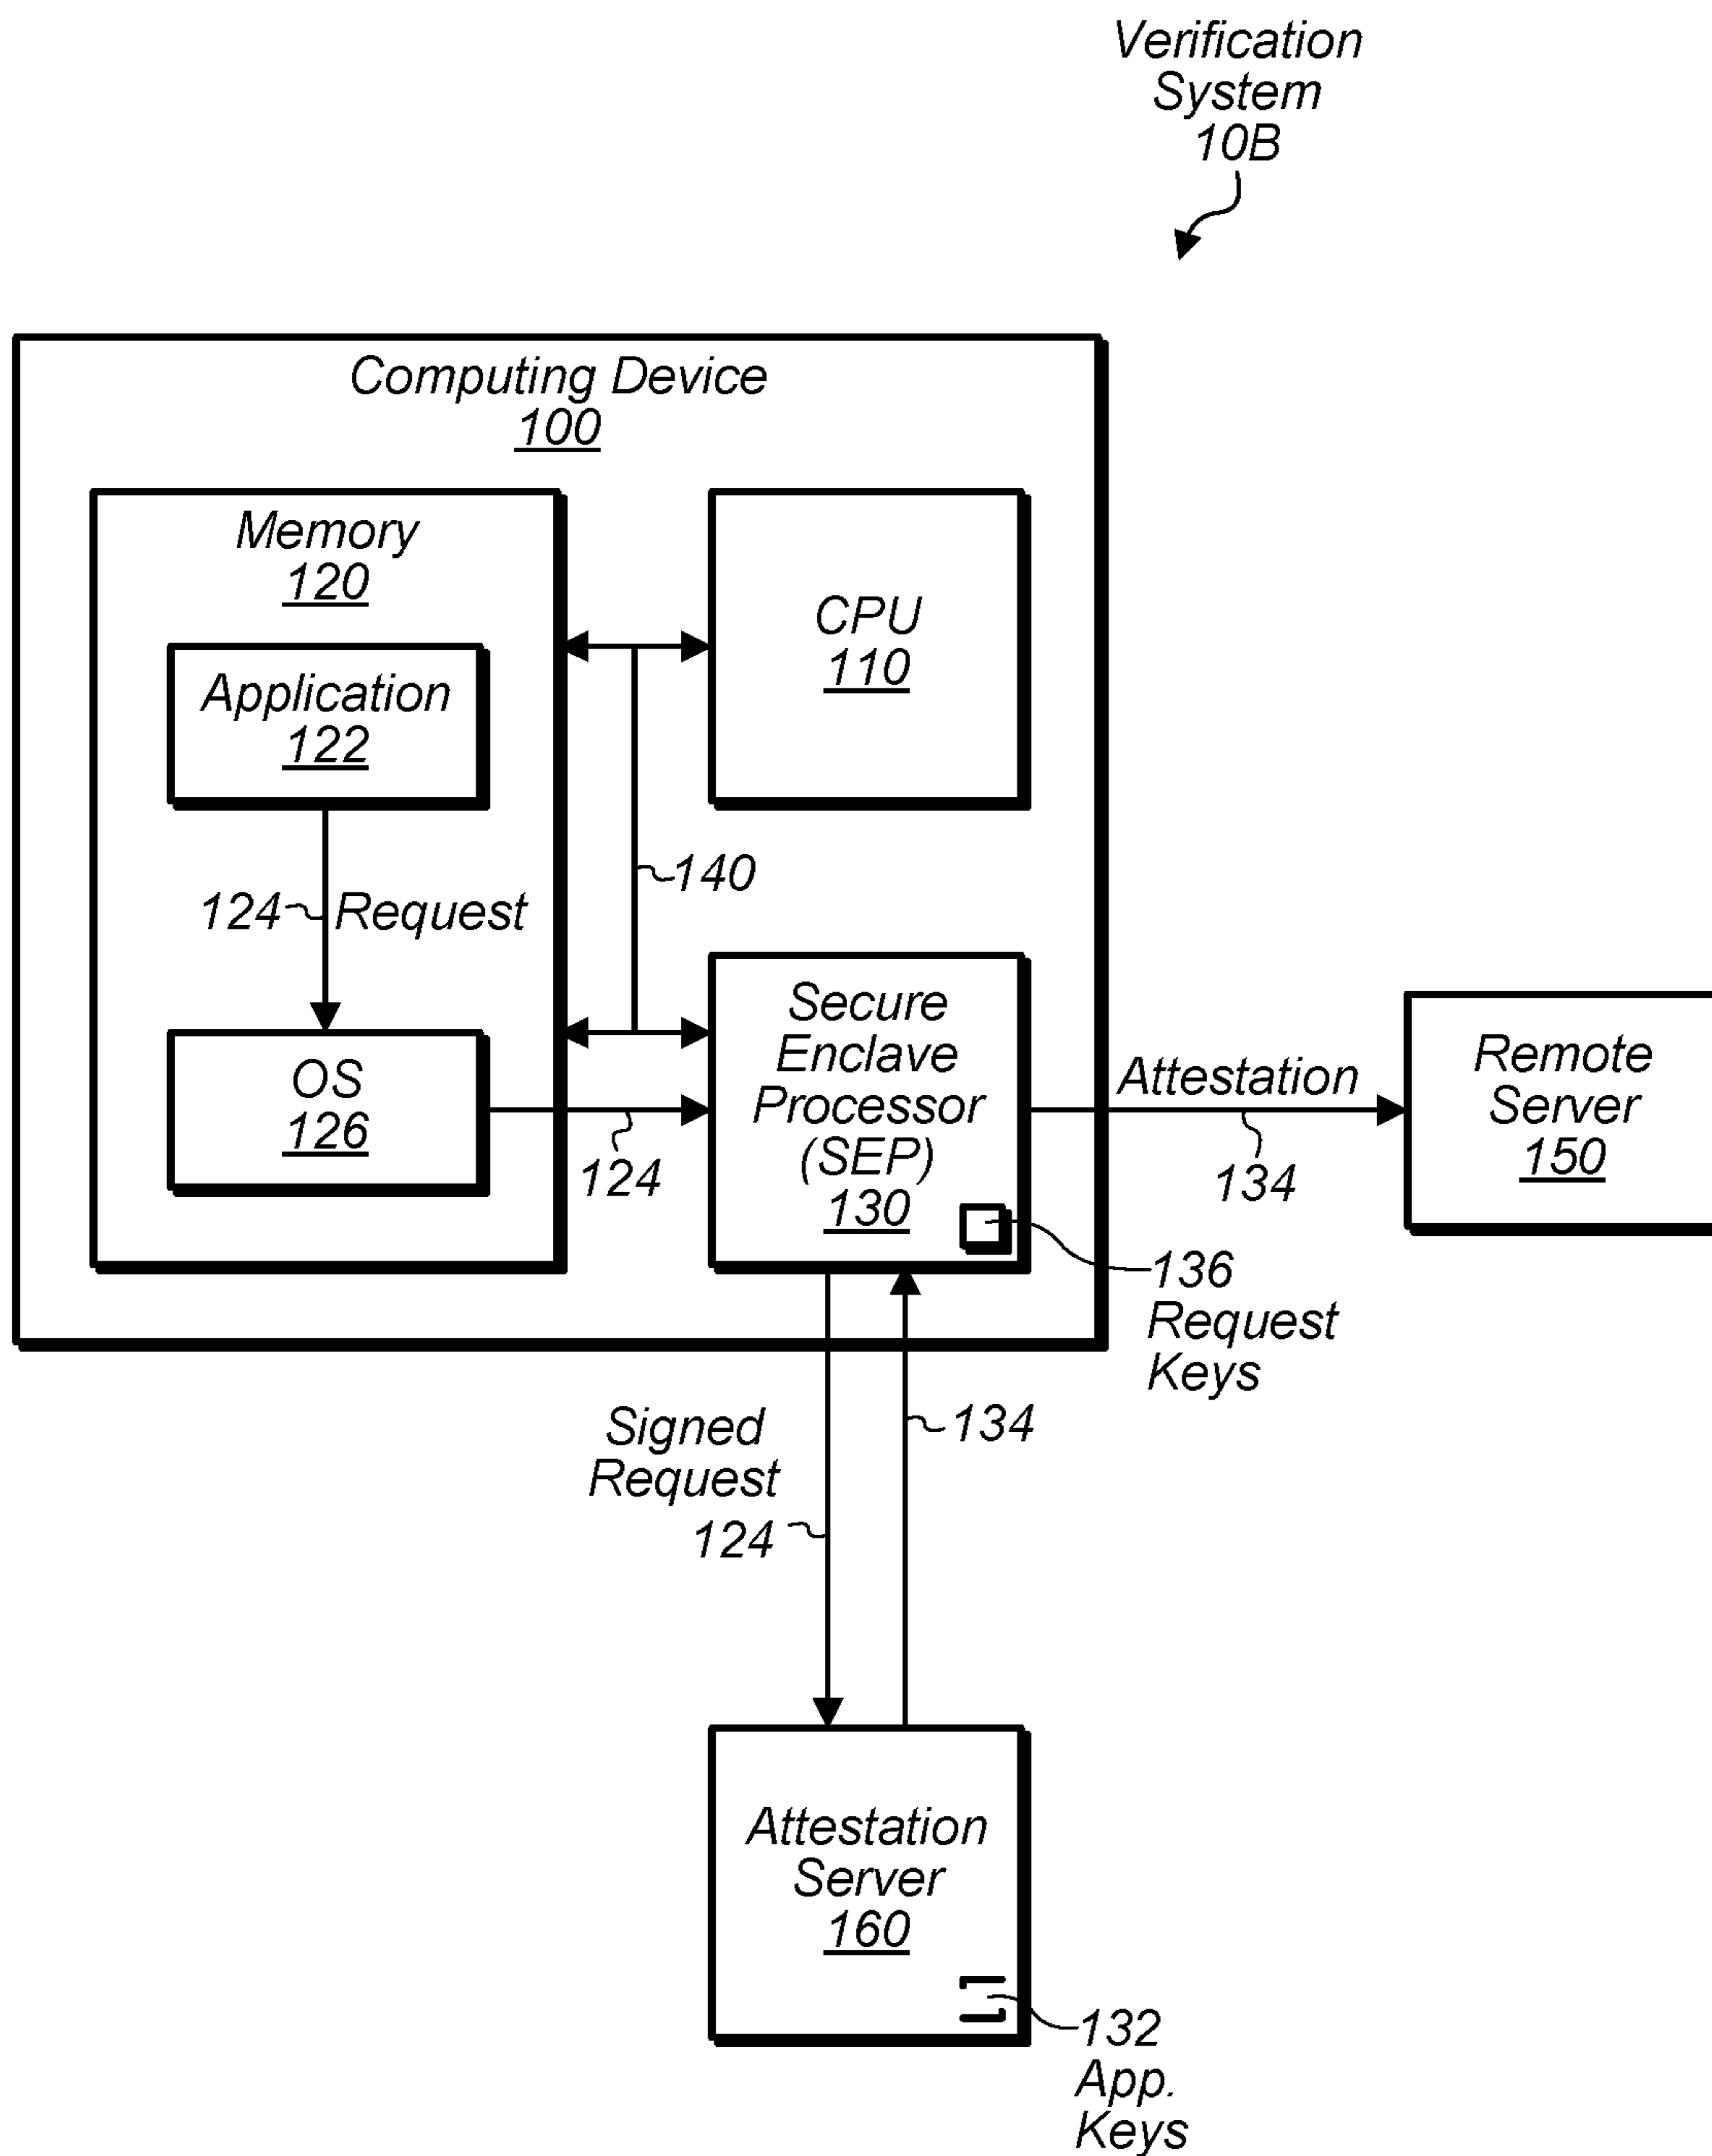 Verification
System
10B
Computing Device
100
Memory
120
CPU
110
Application
122
140
124
Request
Secure
Enclave
Processor
(SEP)
130
OS
126
124
Attestation
134
Remote
Server
150
136
Request
Keys
Signed
Request
124
134
Attestation
Server
160
132
App.
Keys